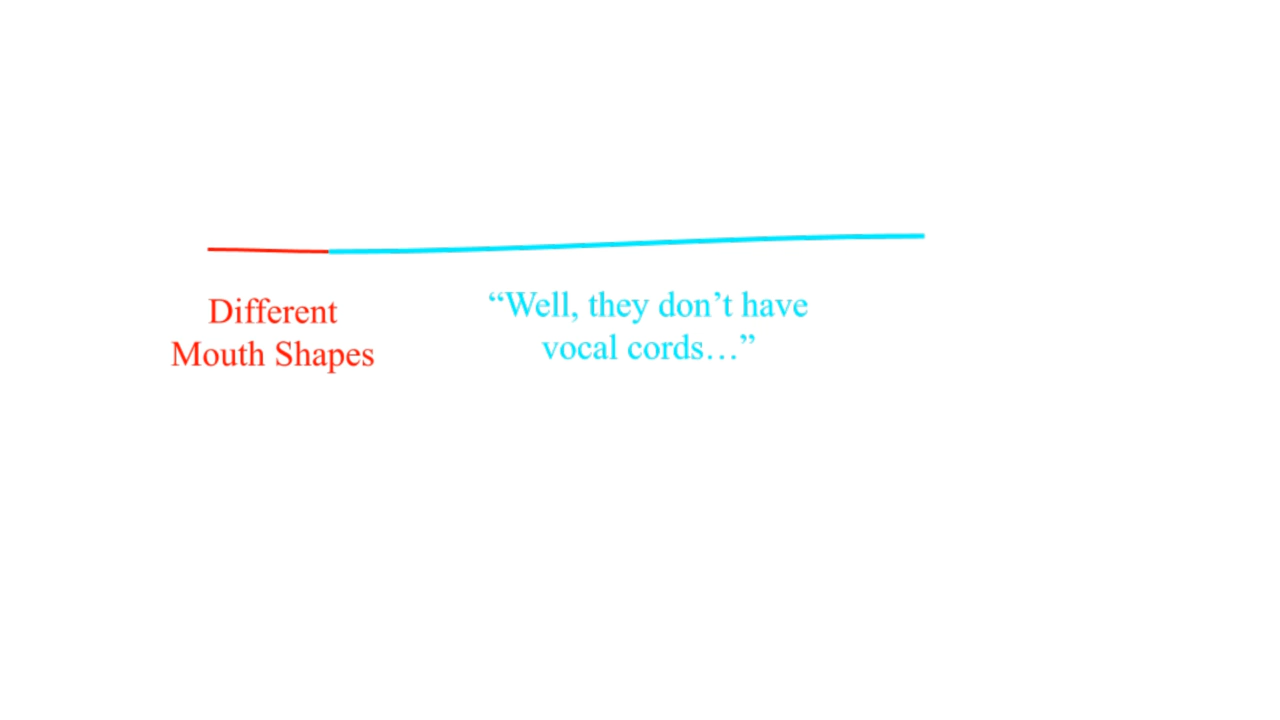 Different
Mouth Shapes
“Well, they don’t have
vocal cords…”